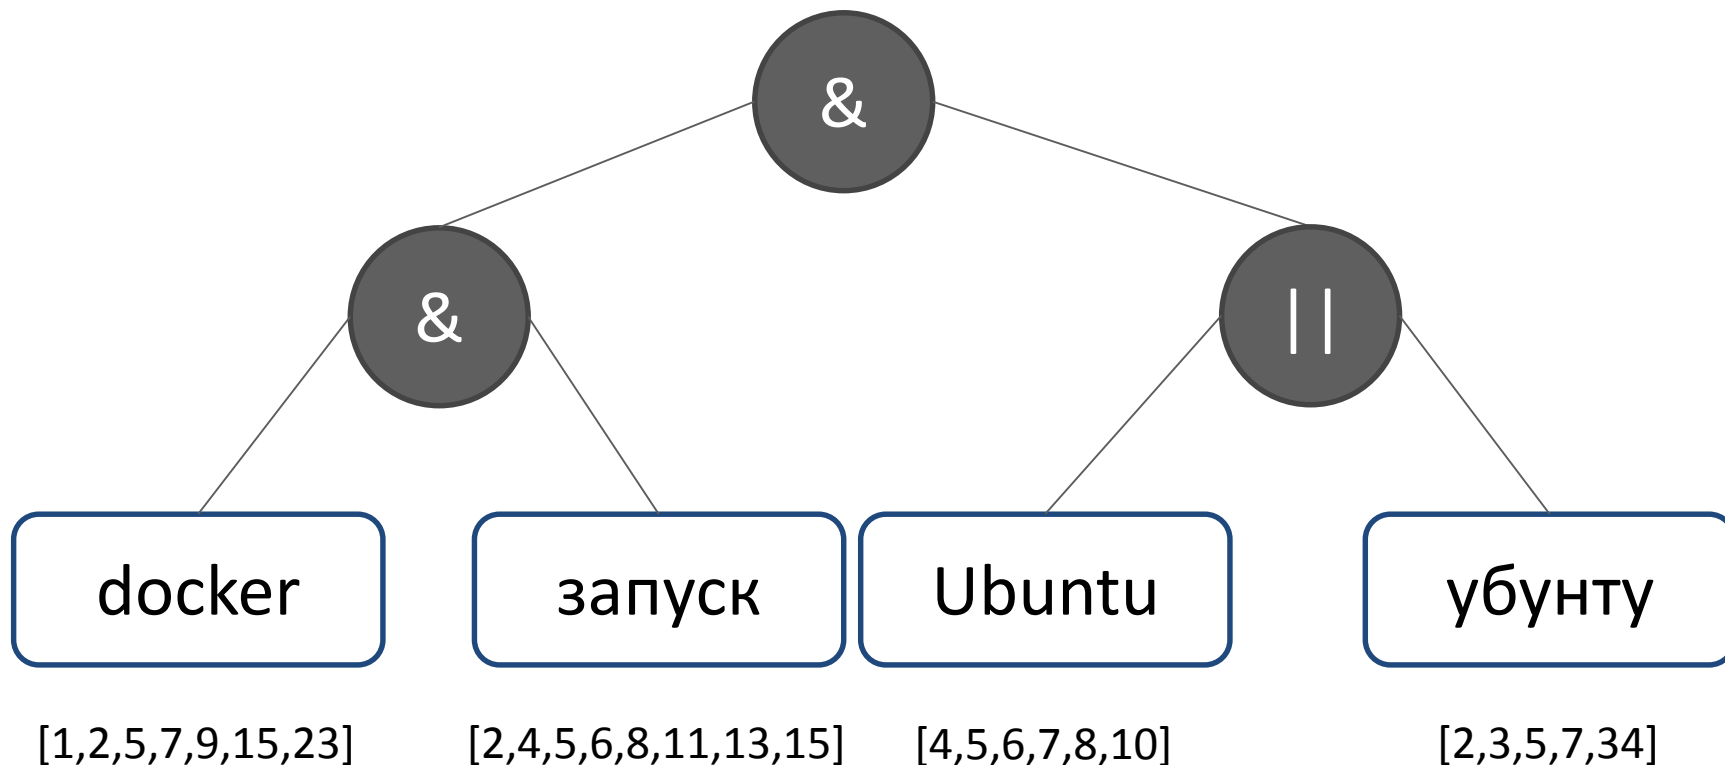 &
& ||
docker запуск Ubuntu убунту
[1,2,5,7,9,15,23] [2,4,5,6,8,11,13,15] [4,5,6,7,8,10] [2,3,5,7,34]